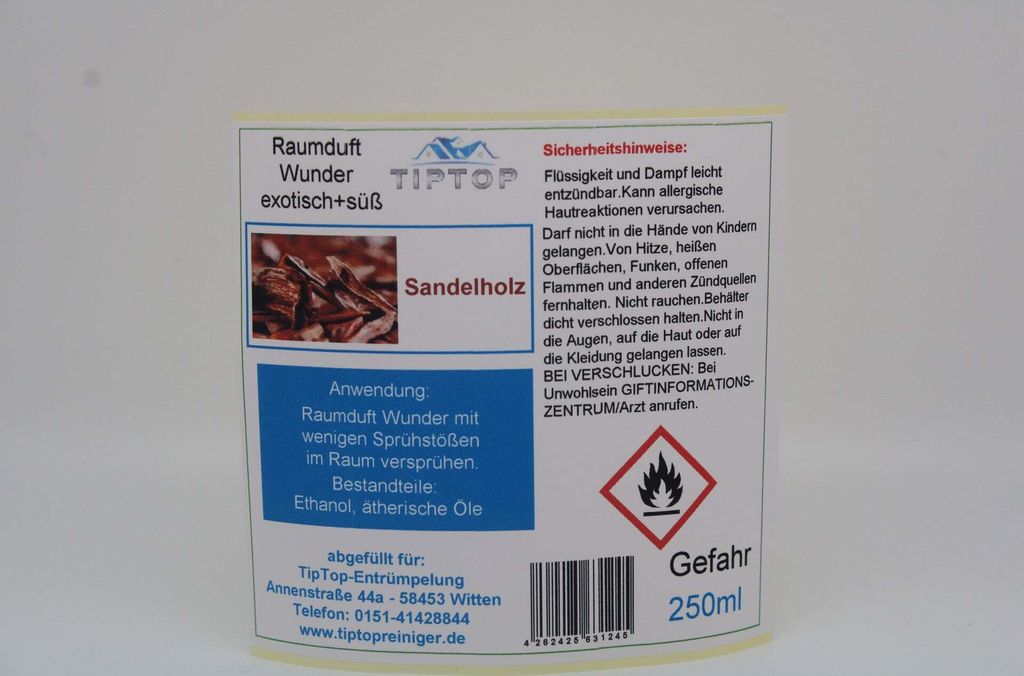 Raumduft
Wunder
exotisch+süß
TIPTOP
Sandelholz
Anwendung:
Raumduft Wunder mit
wenigen Sprühstößen
im Raum versprühen.
Bestandteile:
Ethanol, ätherische Öle
abgefüllt für:
TipTop-Entrümpelung
Annenstraße 44a - 58453 Witten
Telefon: 0151-41428844
www.tiptopreiniger.de
Sicherheitshinweise:
Flüssigkeit und Dampf leicht
entzündbar.Kann allergische
Hautreaktionen verursachen.
Darf nicht in die Hände von Kindern
gelangen.Von Hitze, heißen
Oberflächen, Funken, offenen
Flammen und anderen Zündquellen
fernhalten. Nicht rauchen.Behälter
dicht verschlossen halten.Nicht in
die Augen, auf die Haut oder auf
die Kleidung gelangen lassen.
BEI VERSCHLUCKEN: Bei
Unwohlsein GIFTINFORMATIONS-
ZENTRUM/Arzt anrufen.
Gefahr
250ml
4 262425 631245